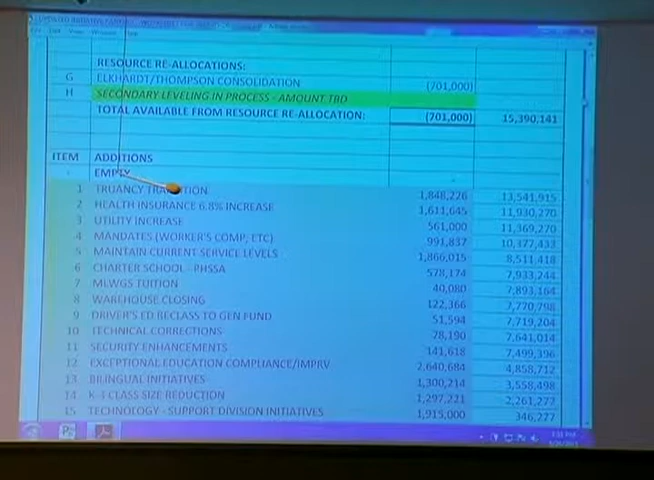 RESOURCE RE-ALLOCATIONS:
G ELKHARDT/THOMPSON CONSOLIDATION (701,000)
H SECONDARY LEVELING IN PROCESS - AMOUNT TBD
TOTAL AVAILABLE FROM RESOURCE RE-ALLOCATION: (701,000) 15,390,141
ITEM ADDITIONS
EMPTY
1 TRUANCY 1,848,226 13,541,915
2 HEALTH INSURANCE 6.8% INCREASE 1,611,645 11,930,270
3 UTILITY INCREASE 561,000 11,369,270
4 MANDATES (WORKER'S COMP, ETC) 991,837 10,377,433
5 MAINTAIN CURRENT SERVICE LEVELS 1,866,015 8,511,418
6 CHARTER SCHOOL - PHSSA 578,174 7,933,244
7 MLWGS TUITION 40,080 7,893,164
8 WAREHOUSE CLOSING 122,366 7,770,798
9 DRIVER'S ED RECLASS TO GEN FUND 51,594 7,719,204
10 TECHNICAL CORRECTIONS 28,190 7,641,014
11 SECURITY ENHANCEMENTS 141,618 7,499,396
12 EXCEPTIONAL EDUCATION COMPLIANCE/IMPRV 2,640,684 4,858,712
13 BILINGUAL INITIATIVES 1,300,214 3,558,498
14 K-3 CLASS SIZE REDUCTION 1,297,221 2,261,277
15 TECHNOLOGY - SUPPORT DIVISION INITIATIVES 1,915,000 346,277